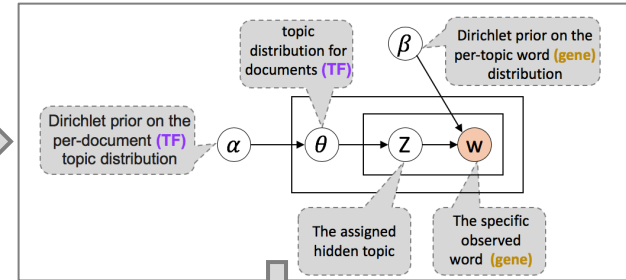 topic
distribution for
documents (TF)
β
Dirichlet prior on the
per-topic word (gene)
distribution
Dirichlet prior on the
per-document (TF)
topic distribution
α
θ
Z
w
The assigned
hidden topic
The specific
observed
word (gene)